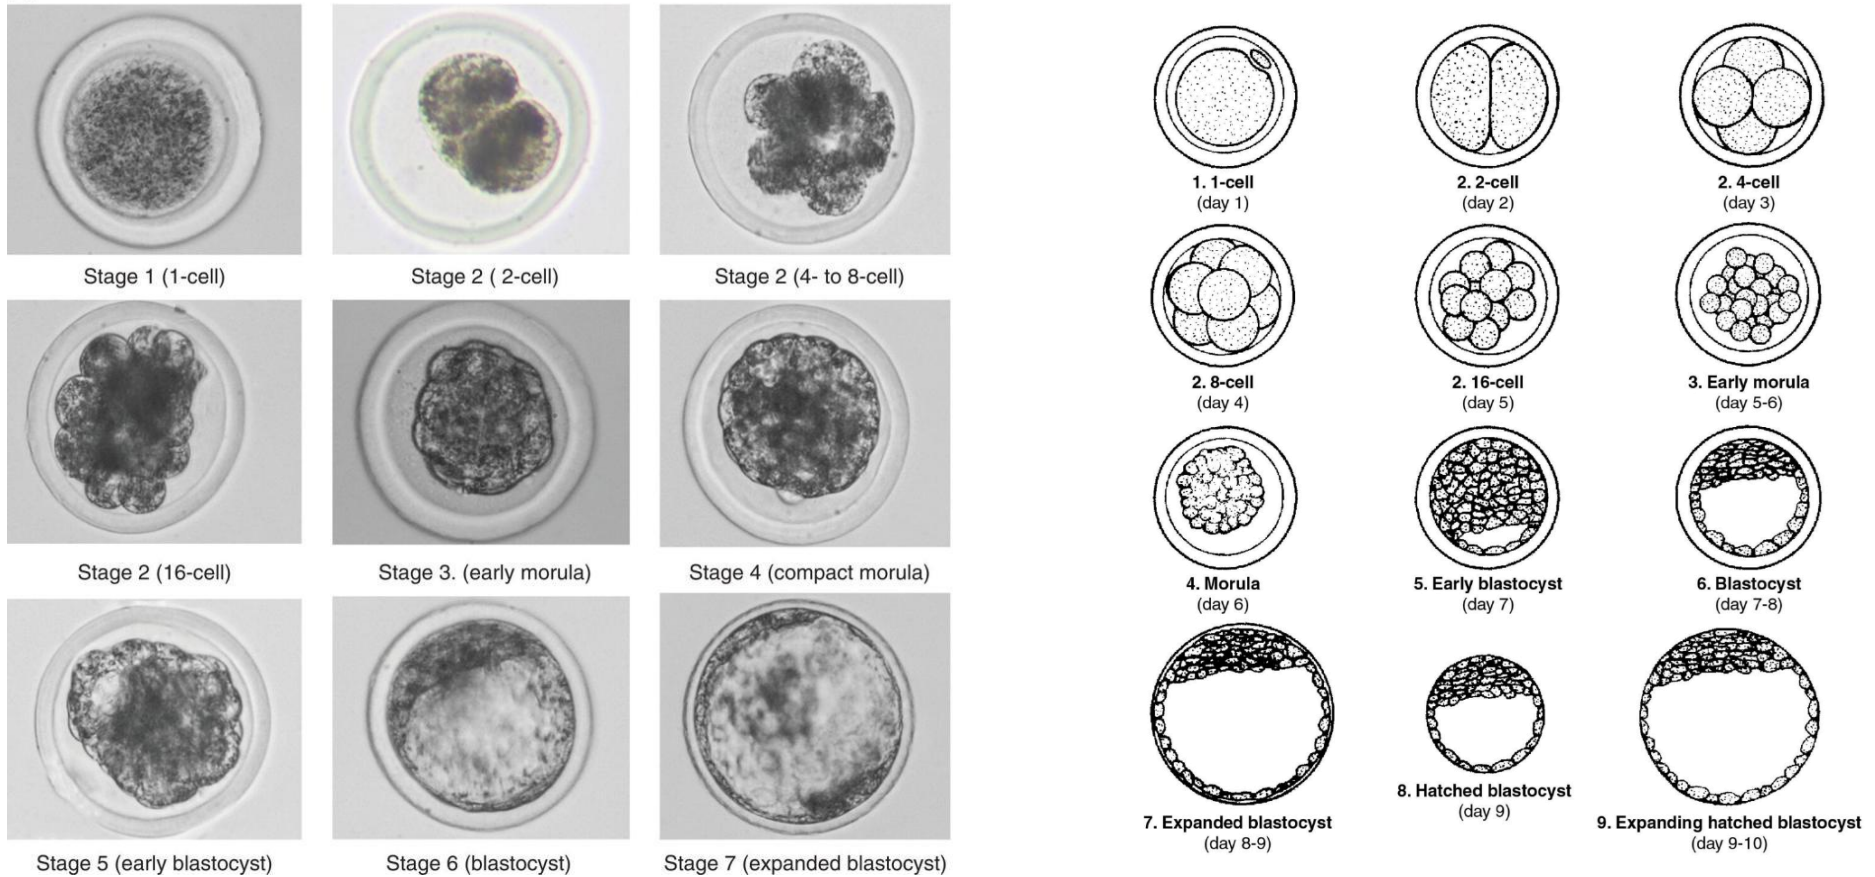 Stage 1 (1-cell)
Stage 2 ( 2-cell)
Stage 2 (4- to 8-cell)
Stage 2 (16-cell)
Stage 3. (early morula)
Stage 4 (compact morula)
Stage 5 (early blastocyst)
Stage 6 (blastocyst)
Stage 7 (expanded blastocyst)
1. 1-cell
(day 1)
2. 2-cell
(day 2)
2. 4-cell
(day 3)
2. 8-cell
(day 4)
2. 16-cell
(day 5)
3. Early morula
(day 5-6)
4. Morula
(day 6)
5. Early blastocyst
(day 7)
6. Blastocyst
(day 7-8)
7. Expanded blastocyst
(day 8-9)
8. Hatched blastocyst
(day 9)
9. Expanding hatched blastocyst
(day 9-10)